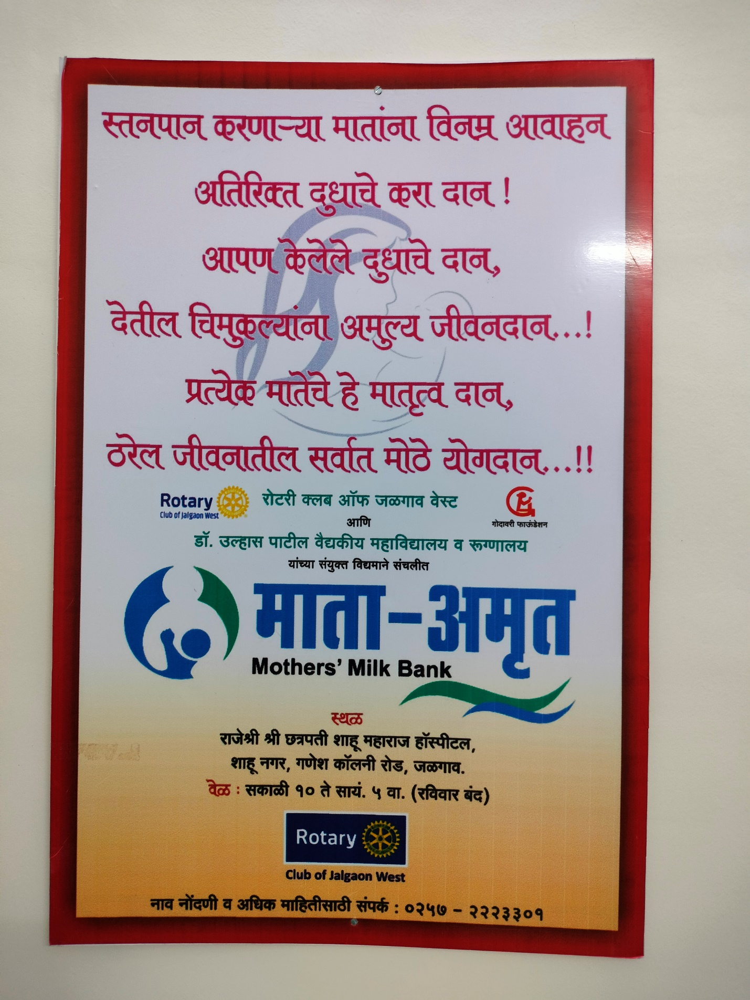 स्तनपान करणाऱ्या मातांना विनम्र आवाहन
अतिरिक्त दुधाचे करा दान !
आपण केलेले दुधाचे दान,
देतील चिमुकल्यांना अमुल्य जीवनदान...!
प्रत्येक मातेचे हे मातृत्व दान,
ठरेल जीवनातील सर्वात मोठे योगदान...!!
Rotary
Club of Jalgaon West
रोटरी क्लब ऑफ जळगाव वेस्ट
गोदावरी फाऊंडेशन
आणि
डॉ. उल्हास पाटील वैद्यकीय महाविद्यालय व रूग्णालय
यांच्या संयुक्त विद्यमाने संचलीत
माता-अमृत
Mothers' Milk Bank
स्थळ
राजेश्री श्री छत्रपती शाहू महाराज हॉस्पीटल,
शाहू नगर, गणेश कॉलनी रोड, जळगाव.
वेळ : सकाळी १० ते सायं. ५ वा. (रविवार बंद)
Rotary
Club of Jalgaon West
नाव नोंदणी व अधिक माहितीसाठी संपर्क : ०२५७ - २२२३३०१